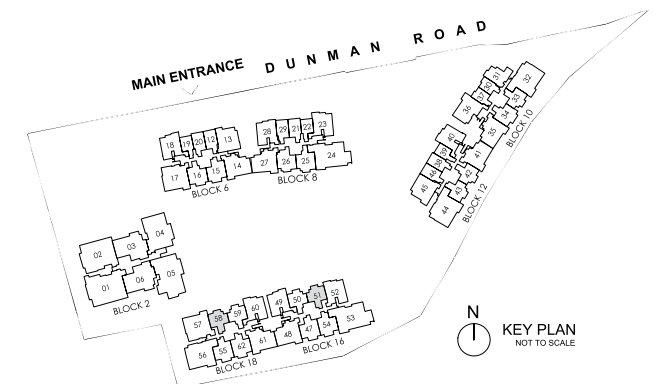 DUNMAN ROAD
MAIN ENTRANCE
18 19 20 12 13
17 16 15 14
BLOCK 6
28 29 21 22 23
27 26 25 24
BLOCK 8
31 32
30
37 33
36 34
35
BLOCK 10
40
39 41
38
46 42
45 43
44
BLOCK 12
02 03 04
01 06 05
BLOCK 2
57 58 59 60
56 55 62 61
BLOCK 18
49 50 51 52
48 47 54 53
BLOCK 16
N
KEY PLAN
NOT TO SCALE